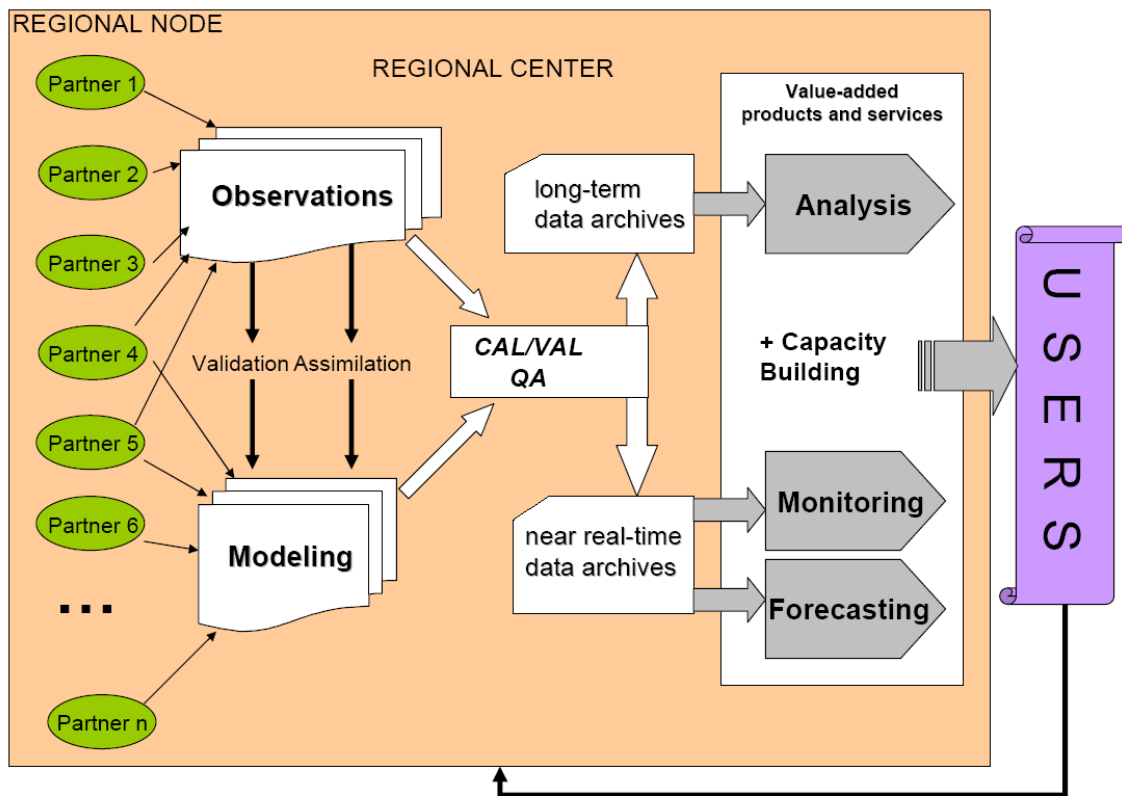 REGIONAL NODE
REGIONAL CENTER
Partner 1
Partner 2
Partner 3
Partner 4
Partner 5
Partner 6
...
Partner n
Observations
Validation Assimilation
Modeling
CAL/VAL
QA
long-term
data archives
near real-time
data archives
Value-added
products and services
Analysis
+ Capacity
Building
Monitoring
Forecasting
USERS